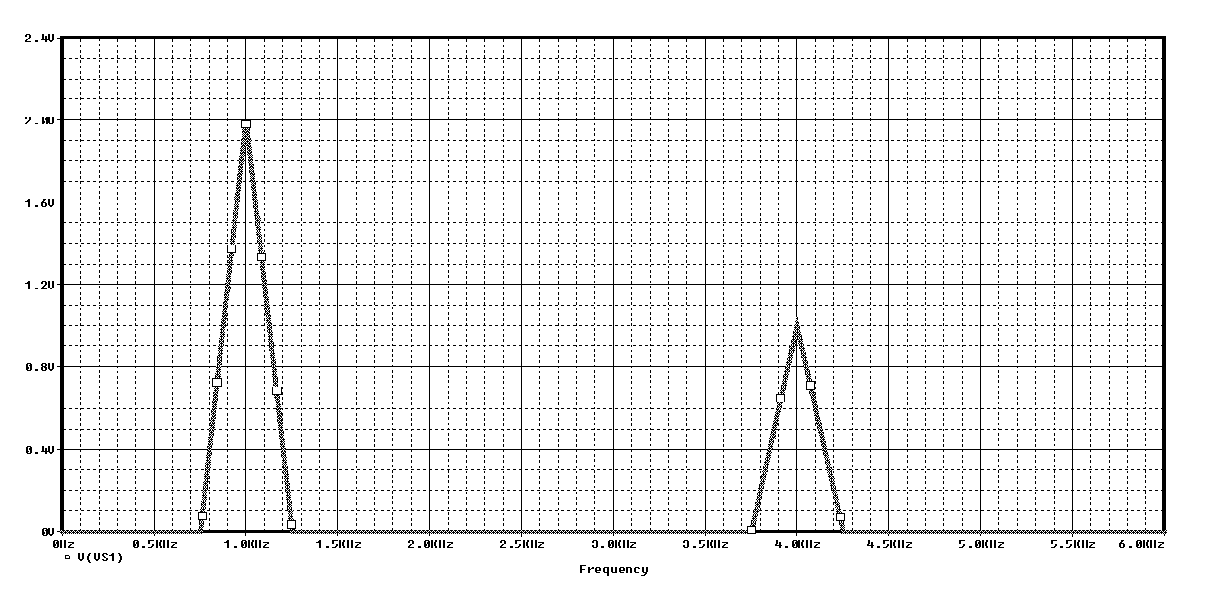 2.4V
2.0V
1.6V
1.2V
0.8V
0.4V
0V
0Hz 0.5KHz 1.0KHz 1.5KHz 2.0KHz 2.5KHz 3.0KHz 3.5KHz 4.0KHz 4.5KHz 5.0KHz 5.5KHz 6.0KHz
V(VS1)
Frequency